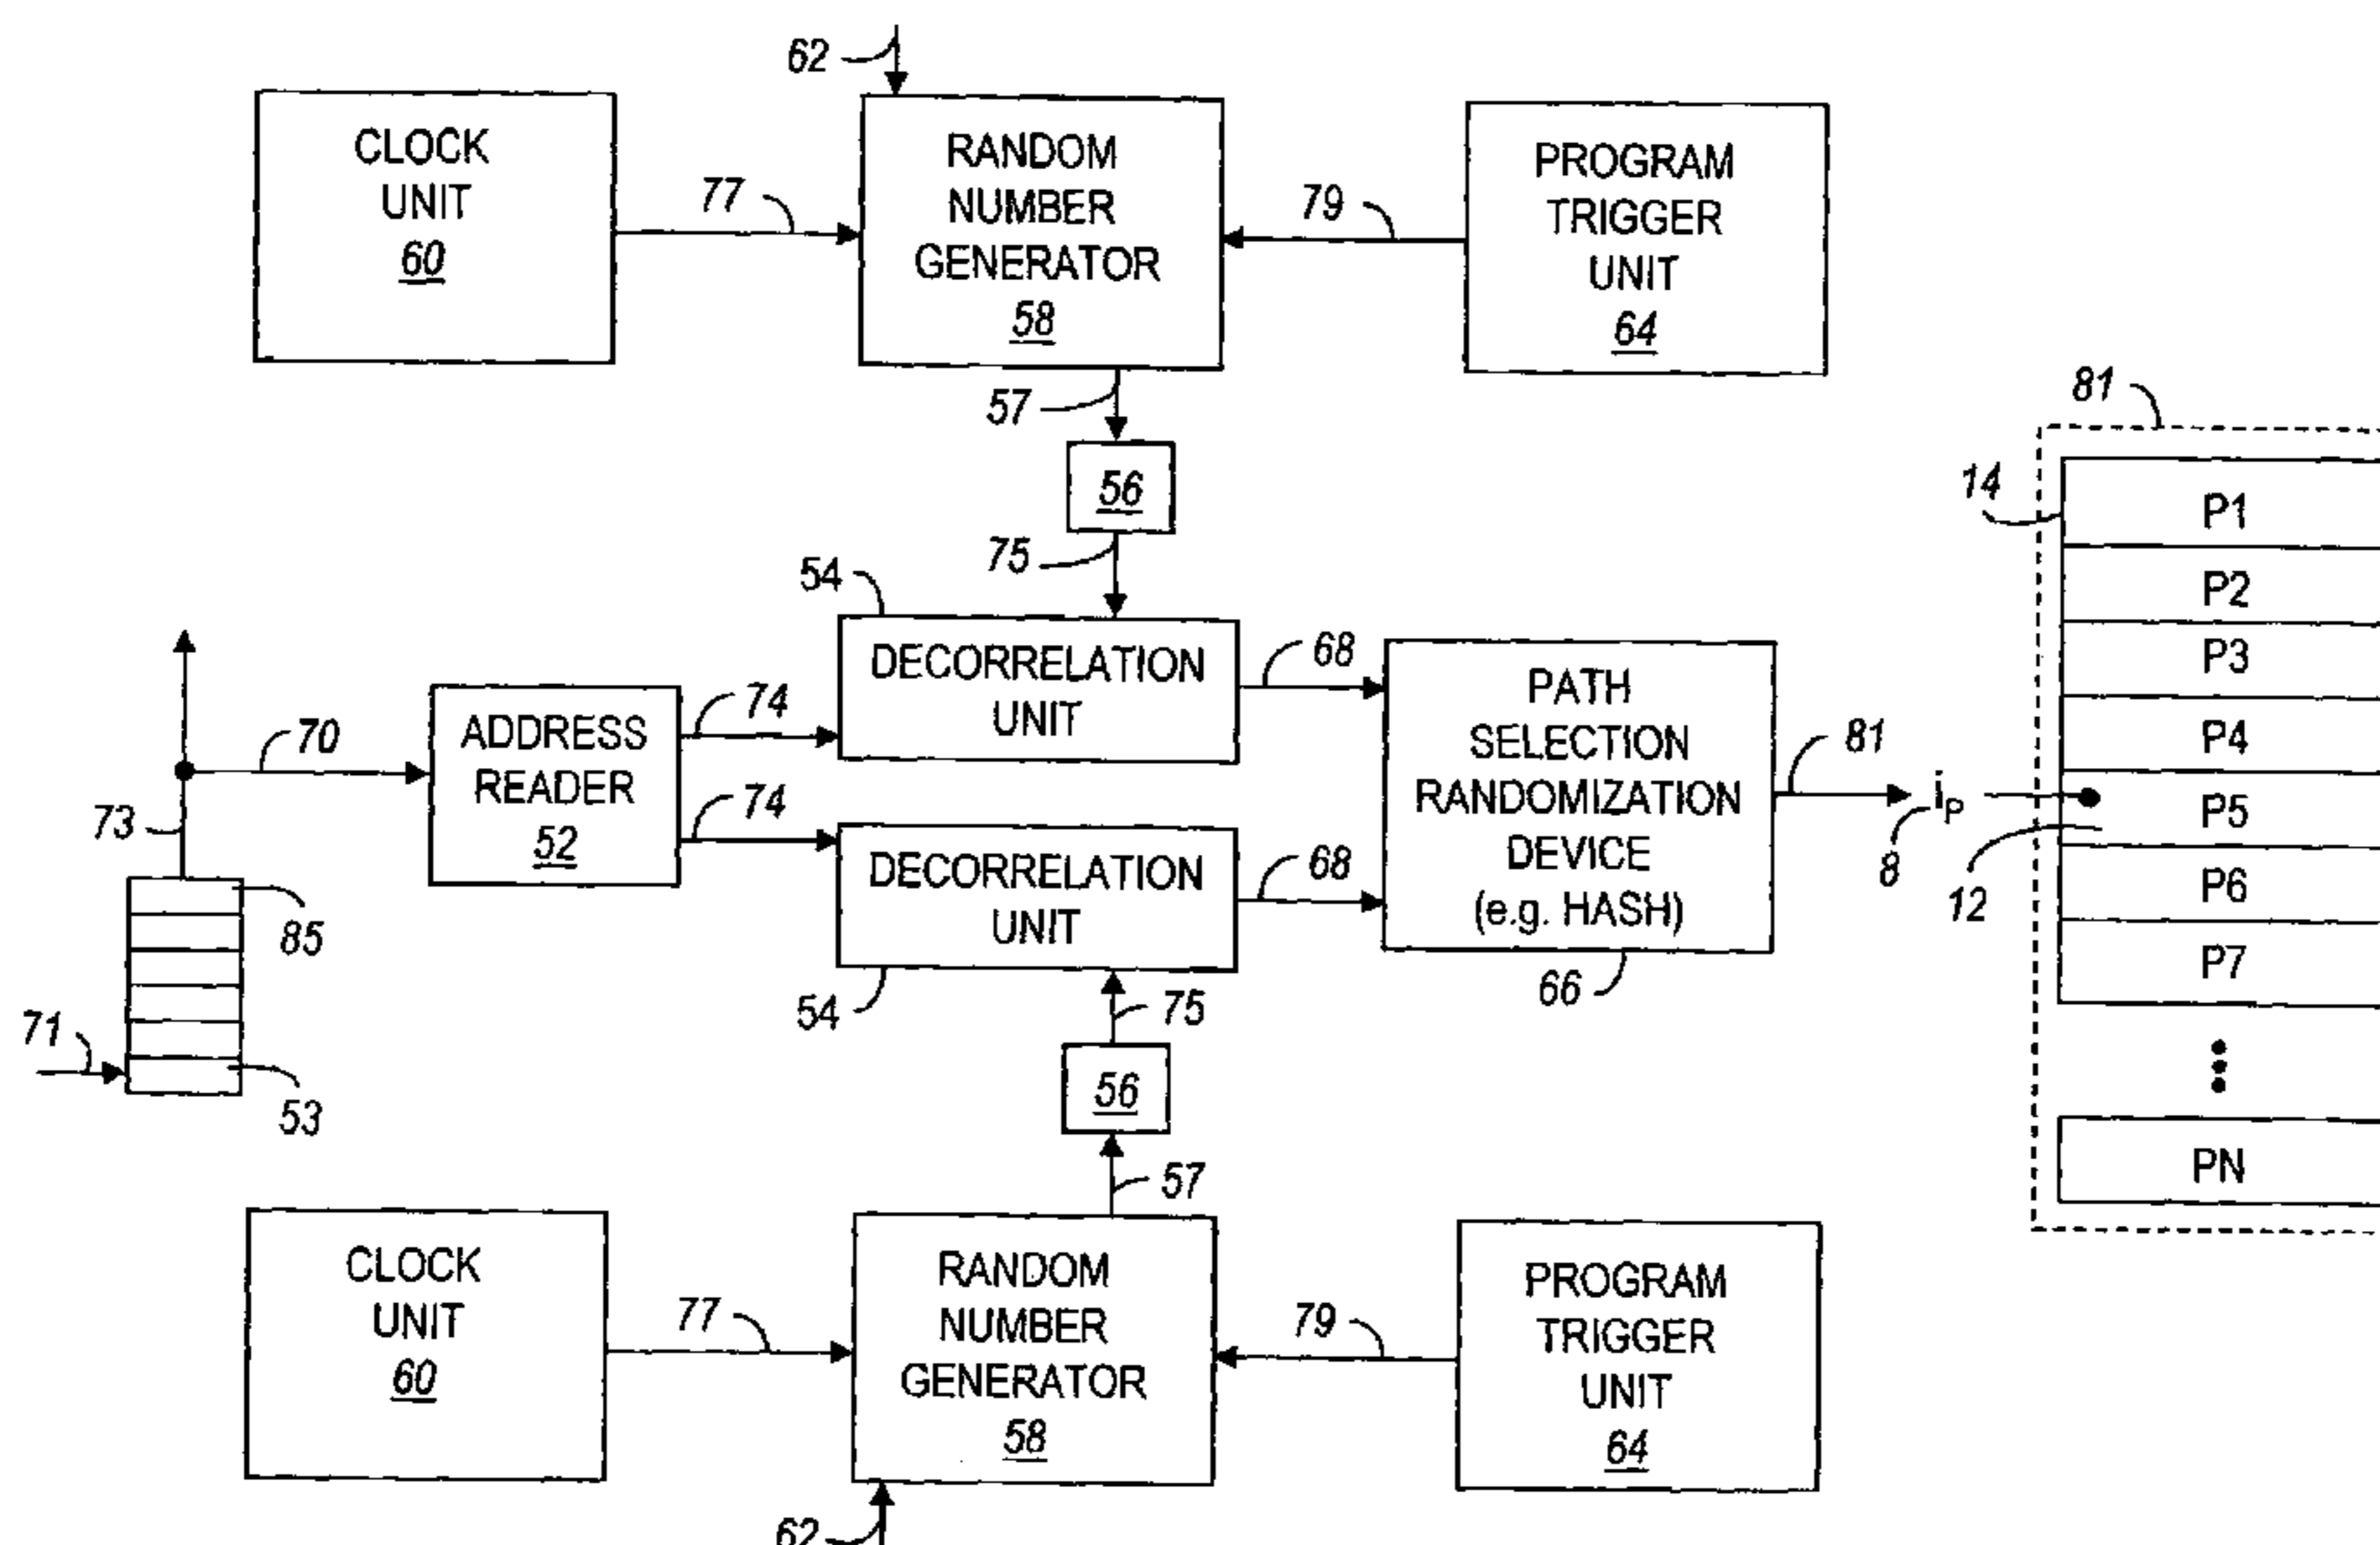 62
CLOCK
UNIT
60
77
RANDOM
NUMBER
GENERATOR
58
79
PROGRAM
TRIGGER
UNIT
64
57
56
75
81
14
P1
P2
P3
P4
P5
P6
P7
PN
54
DECORRELATION
UNIT
68
70
ADDRESS
READER
52
74
74
73
PATH
SELECTION
RANDOMIZATION
DEVICE
(e.g. HASH)
66
81
iP
8
12
DECORRELATION
UNIT
68
54
85
71
53
75
56
57
CLOCK
UNIT
60
77
RANDOM
NUMBER
GENERATOR
58
79
PROGRAM
TRIGGER
UNIT
64
62